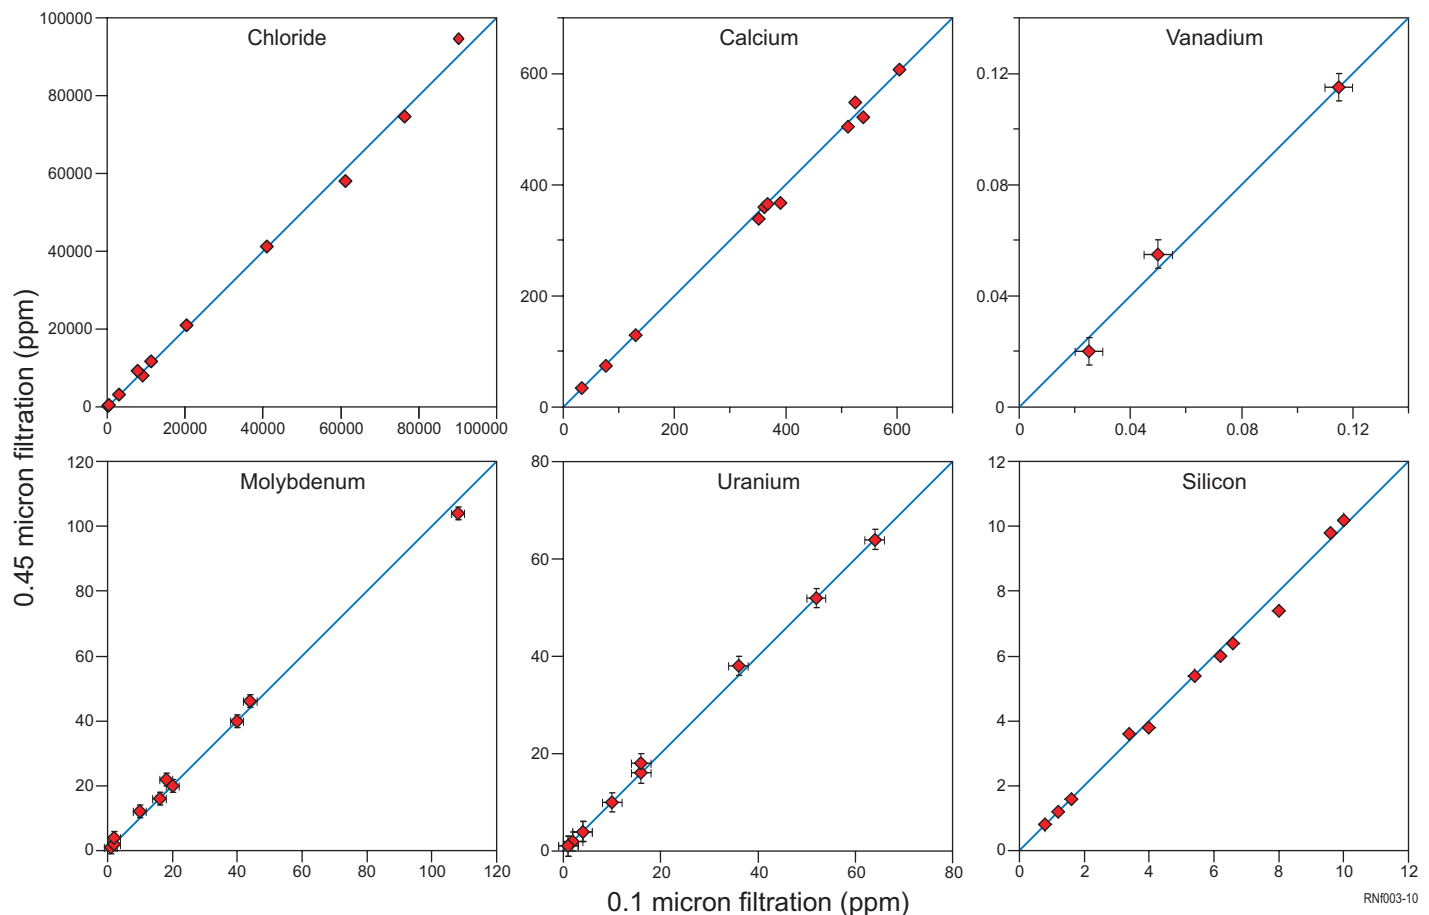 Chloride
100000
80000
60000
40000
20000
0
0 20000 40000 60000 80000 100000
Calcium
600
400
200
0
0 200 400 600
Vanadium
0.12
0.08
0.04
0
0 0.04 0.08 0.12
0.45 micron filtration (ppm)
Molybdenum
120
100
80
60
40
20
0
0 20 40 60 80 100 120
Uranium
80
60
40
20
0
0 20 40 60 80
Silicon
12
10
8
6
4
2
0
0 2 4 6 8 10 12
0.1 micron filtration (ppm)
RNf003-10